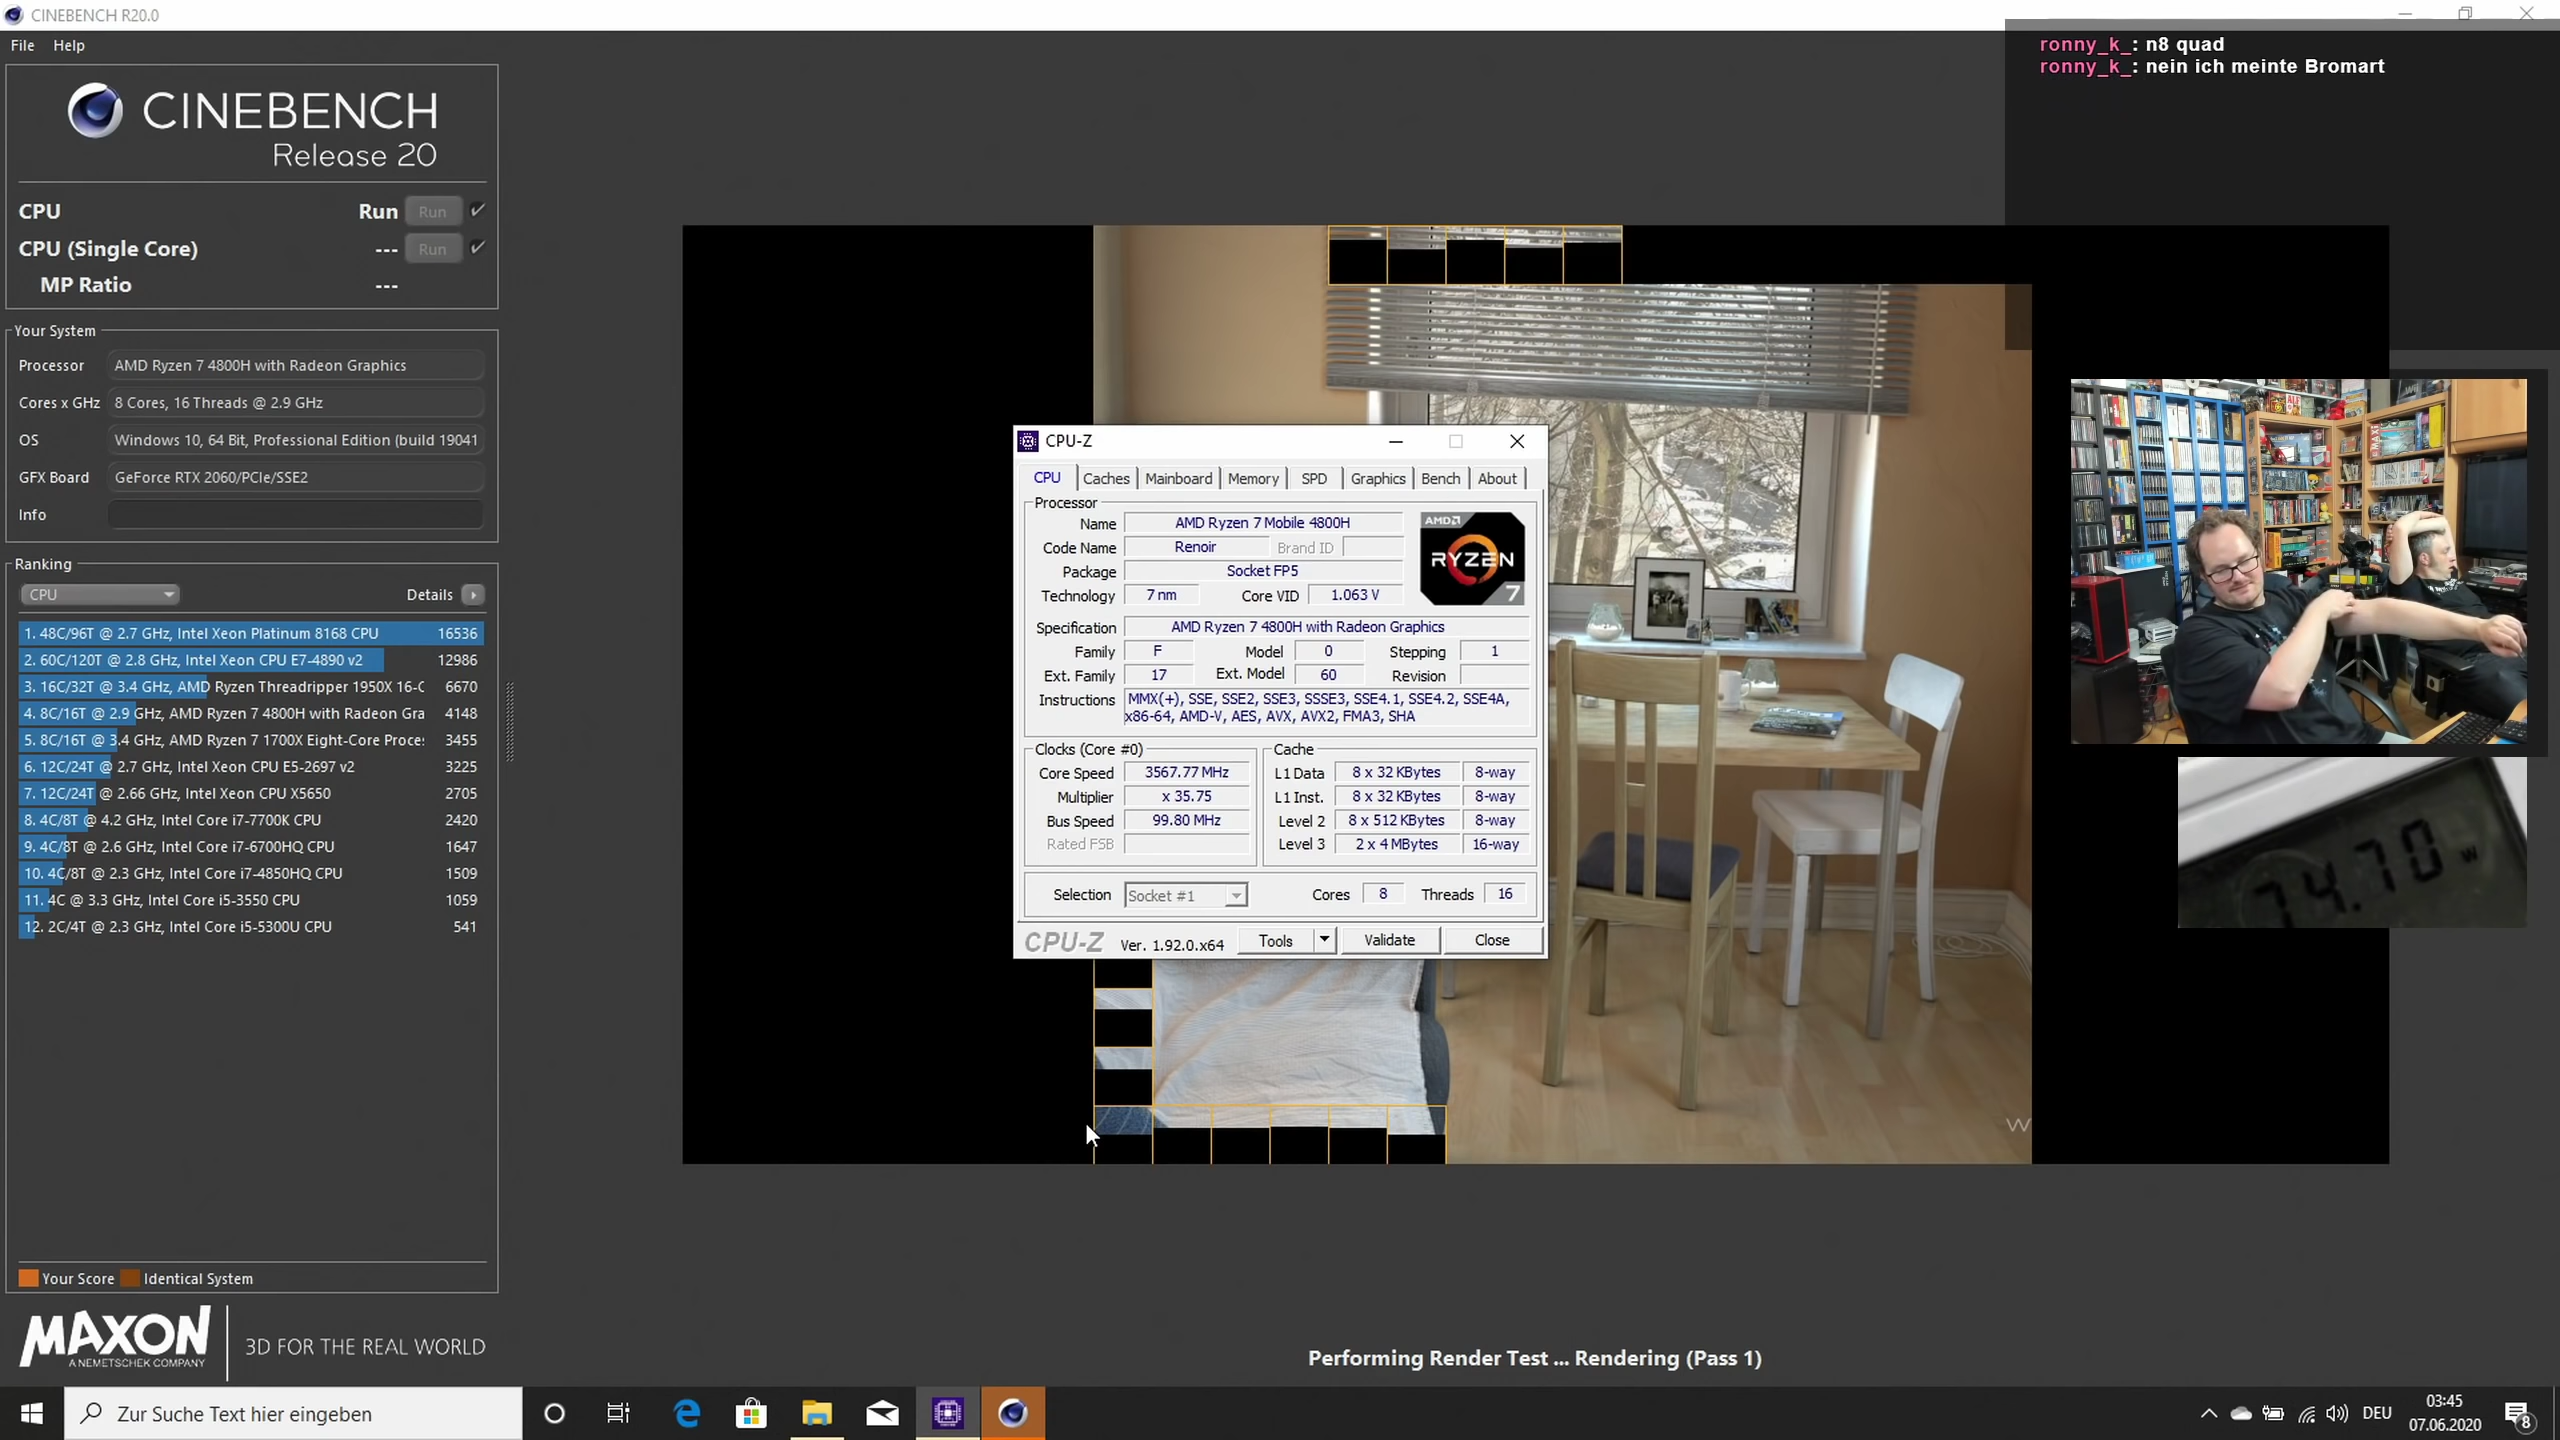 CINEBENCH R20.0
File Help
CINEBENCH
Release 20
CPU Run Run
CPU (Single Core) --- Run
MP Ratio ---
Your System
Processor AMD Ryzen 7 4800H with Radeon Graphics
Cores x GHz 8 Cores, 16 Threads @ 2.9 GHz
OS Windows 10, 64 Bit, Professional Edition (build 19041
GFX Board GeForce RTX 2060/PCIe/SSE2
Info
Ranking
CPU Details
1. 48C/96T @ 2.7 GHz, Intel Xeon Platinum 8168 CPU 16536
2. 60C/120T @ 2.8 GHz, Intel Xeon CPU E7-4890 v2 12986
3. 16C/32T @ 3.4 GHz, AMD Ryzen Threadripper 1950X 16-C 6670
4. 8C/16T @ 2.9 GHz, AMD Ryzen 7 4800H with Radeon Gra 4148
5. 8C/16T @ 3.4 GHz, AMD Ryzen 7 1700X Eight-Core Proce 3455
6. 12C/24T @ 2.7 GHz, Intel Xeon CPU E5-2697 v2 3225
7. 12C/24T @ 2.66 GHz, Intel Xeon CPU X5650 2705
8. 4C/8T @ 4.2 GHz, Intel Core i7-7700K CPU 2420
9. 4C/8T @ 2.6 GHz, Intel Core i7-6700HQ CPU 1647
10. 4C/8T @ 2.3 GHz, Intel Core i7-4850HQ CPU 1509
11. 4C @ 3.3 GHz, Intel Core i5-3550 CPU 1059
12. 2C/4T @ 2.3 GHz, Intel Core i5-5300U CPU 541
Your Score Identical System
MAXON
A NEMETSCHEK COMPANY
3D FOR THE REAL WORLD
Performing Render Test ... Rendering (Pass 1)
CPU-Z
CPU Caches Mainboard Memory SPD Graphics Bench About
Processor
Name AMD Ryzen 7 Mobile 4800H
Code Name Renoir Brand ID
Package Socket FP5
Technology 7 nm Core VID 1.063 V
AMD
RYZEN
7
Specification AMD Ryzen 7 4800H with Radeon Graphics
Family F Model 0 Stepping 1
Ext. Family 17 Ext. Model 60 Revision
Instructions MMX(+), SSE, SSE2, SSE3, SSSE3, SSE4.1, SSE4.2, SSE4A,
x86-64, AMD-V, AES, AVX, AVX2, FMA3, SHA
Clocks (Core #0)
Core Speed 3567.77 MHz
Multiplier x 35.75
Bus Speed 99.80 MHz
Rated FSB
Cache
L1 Data 8 x 32 KBytes 8-way
L1 Inst. 8 x 32 KBytes 8-way
Level 2 8 x 512 KBytes 8-way
Level 3 2 x 4 MBytes 16-way
Selection Socket #1 Cores 8 Threads 16
CPU-Z Ver. 1.92.0.x64 Tools Validate Close
ronny_k_: n8 quad
ronny_k_: nein ich meinte Bromart
74.70 W
W
Zur Suche Text hier eingeben
DEU
03:45
07.06.2020
8